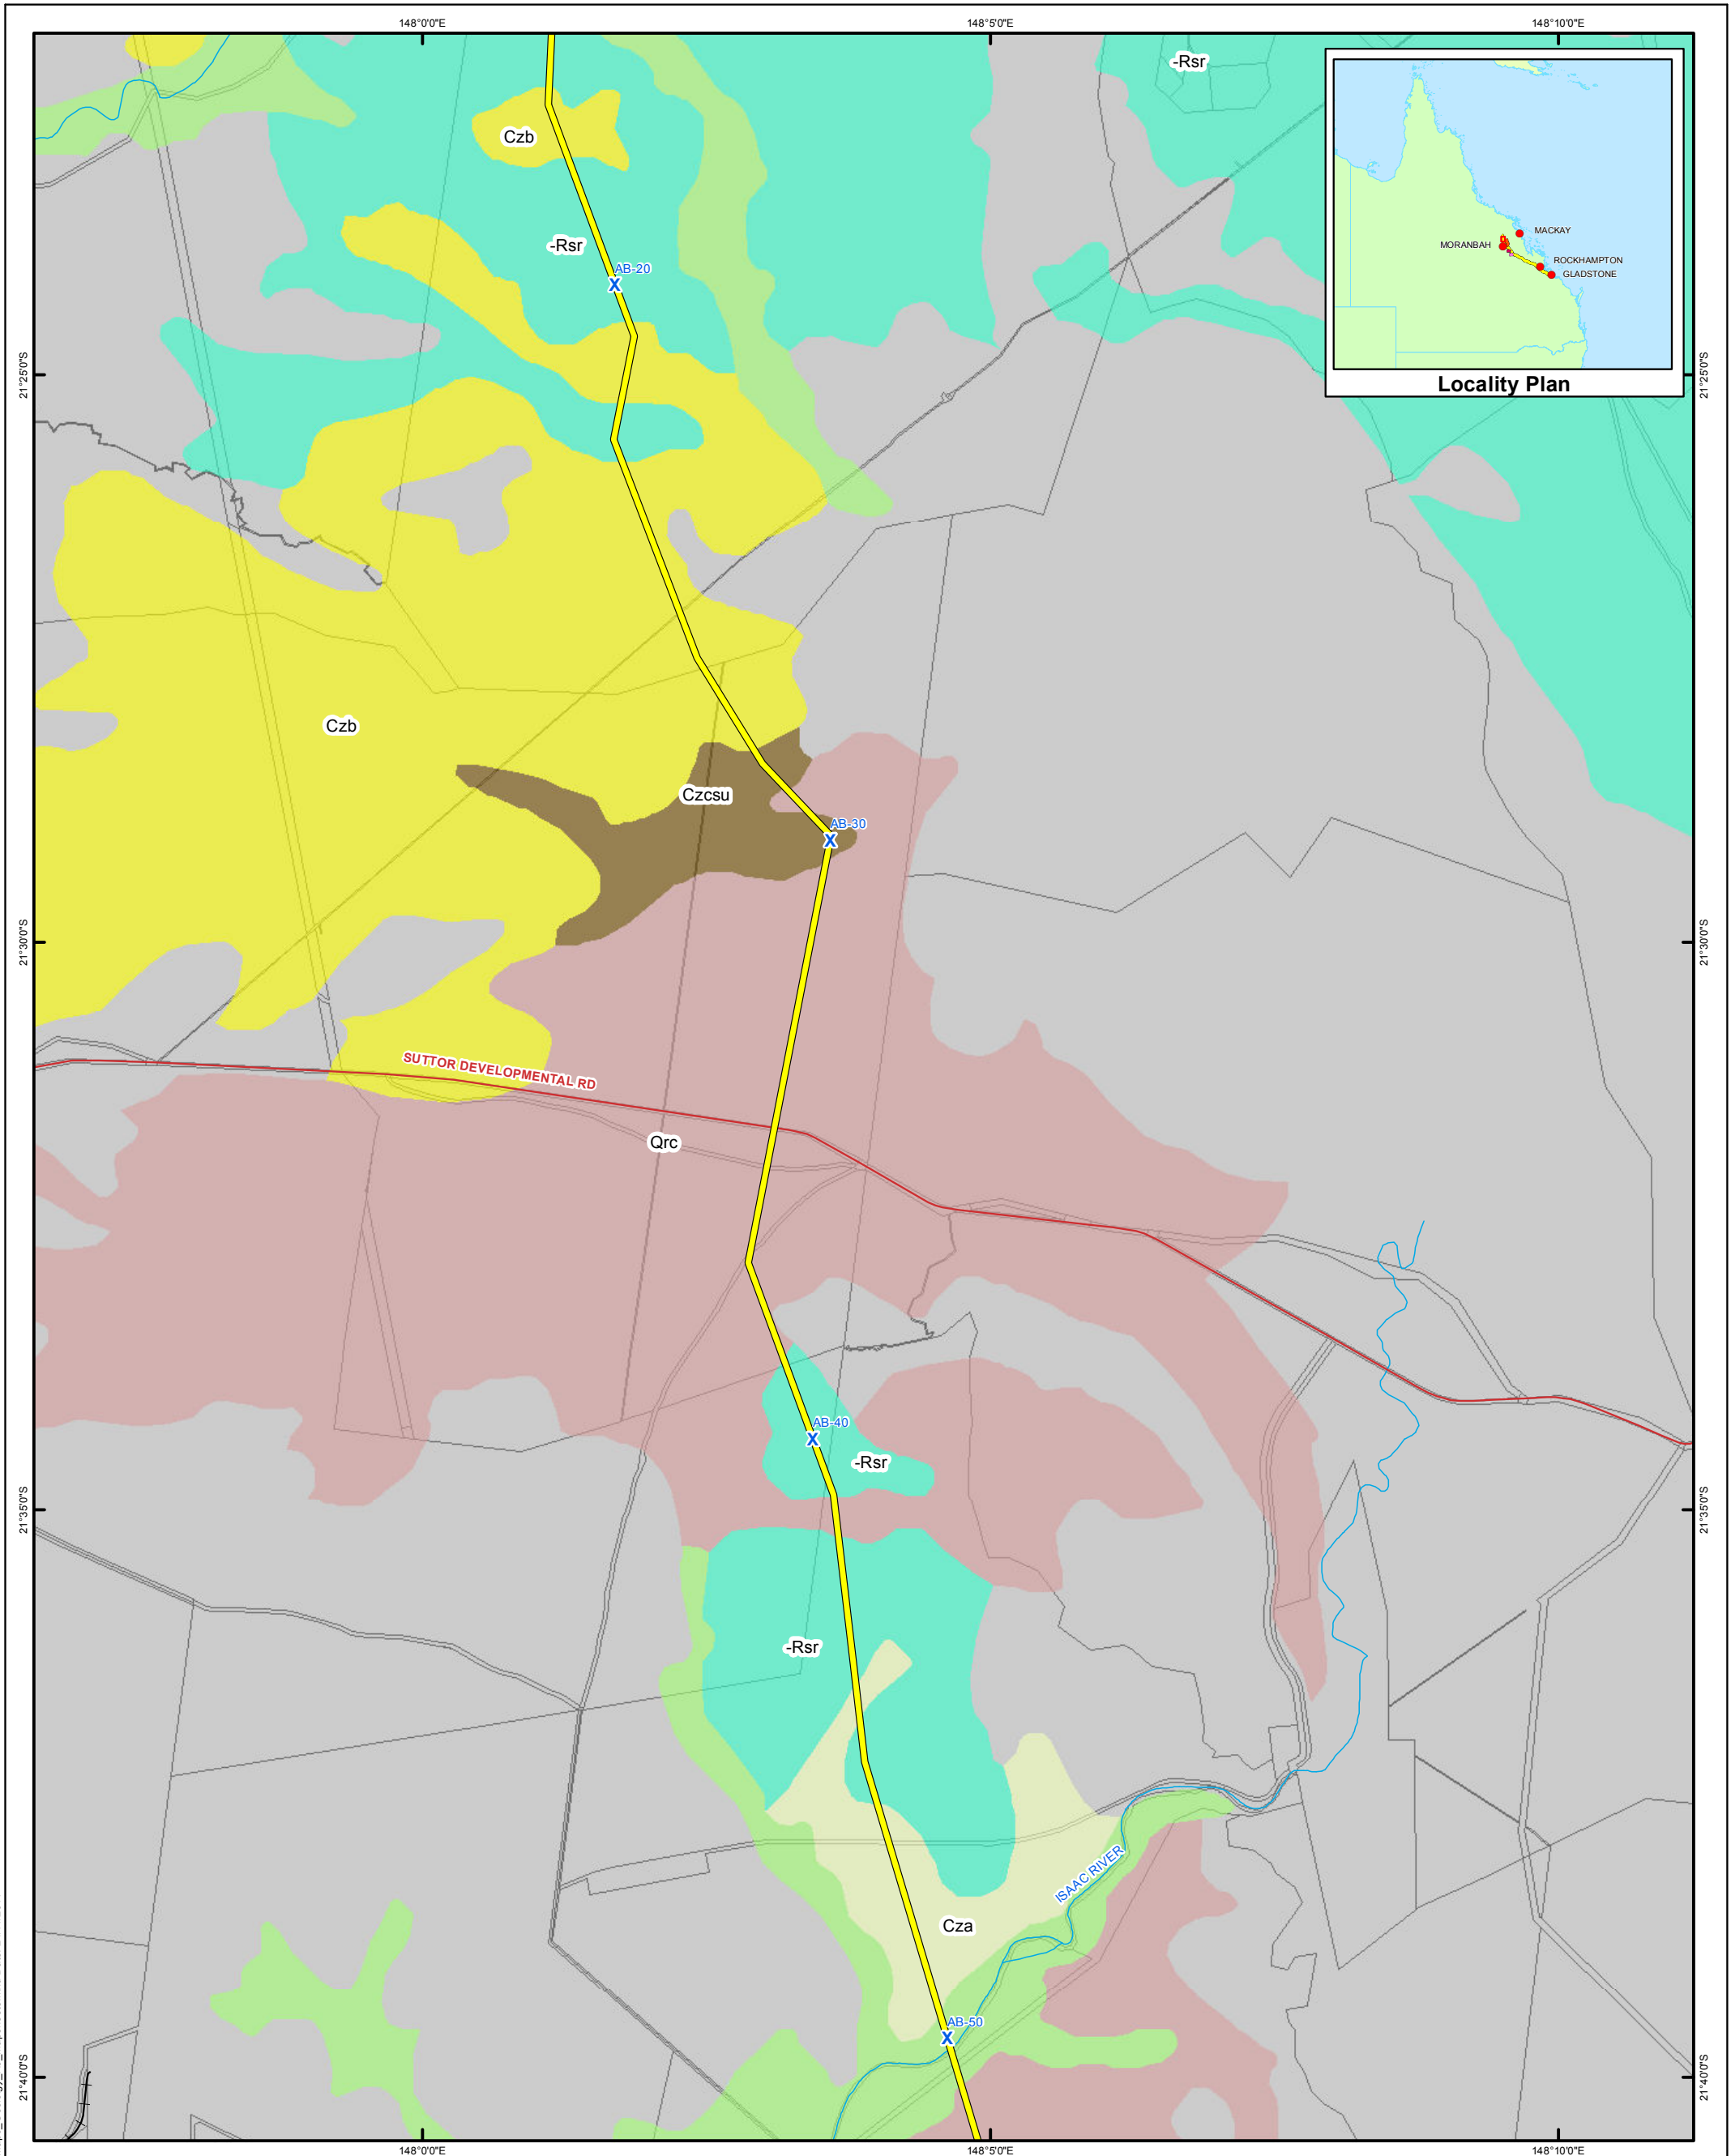 148°0'0"E
148°5'0"E
148°10'0"E
-Rsr
Czb
MACKAY
MORANBAH
ROCKHAMPTON
GLADSTONE
-Rsr
AB-20
21°25'0"S
21°25'0"S
Locality Plan
Czb
Czcsu
AB-30
21°30'0"S
21°30'0"S
SUTTOR DEVELOPMENTAL RD
Qrc
AB-40
-Rsr
21°35'0"S
21°35'0"S
-Rsr
ISAAC RIVER
Cza
AB-50
21°40'0"S
21°40'0"S
148°0'0"E
148°5'0"E
148°10'0"E